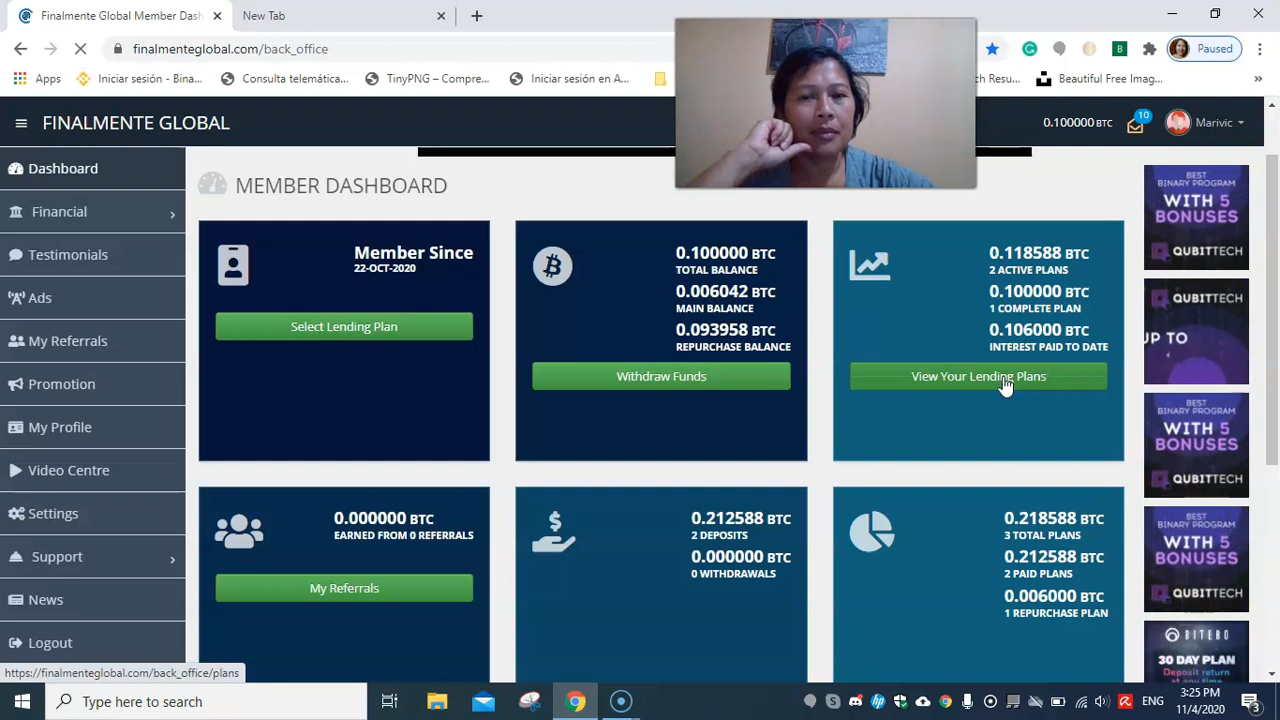 Finalmente Global Member Dash
New Tab
finalmenteglobal.com/back_office
Paused
Apps
Iniciar sesión - Bina...
Consulta telemátic...
TinyPNG – Compre...
Iniciar sesión en A...
ch Resu...
Beautiful Free Imag...
FINALMENTE GLOBAL
0.100000 BTC
10
Marivic
Dashboard
Financial
Testimonials
Ads
My Referrals
Promotion
My Profile
Video Centre
Settings
Support
News
Logout
MEMBER DASHBOARD
Member Since
22-OCT-2020
Select Lending Plan
0.100000 BTC
TOTAL BALANCE
0.006042 BTC
MAIN BALANCE
0.093958 BTC
REPURCHASE BALANCE
Withdraw Funds
0.118588 BTC
2 ACTIVE PLANS
0.100000 BTC
1 COMPLETE PLAN
0.106000 BTC
INTEREST PAID TO DATE
View Your Lending Plans
0.000000 BTC
EARNED FROM 0 REFERRALS
My Referrals
0.212588 BTC
2 DEPOSITS
0.000000 BTC
0 WITHDRAWALS
0.218588 BTC
3 TOTAL PLANS
0.212588 BTC
2 PAID PLANS
0.006000 BTC
1 REPURCHASE PLAN
BEST
BINARY PROGRAM
WITH 5
BONUSES
QUBITTECH
QUBITTECH
UP TO
BEST
BINARY PROGRAM
WITH 5
BONUSES
QUBITTECH
BEST
BINARY PROGRAM
WITH 5
BONUSES
QUBITTECH
BITERO
30 DAY PLAN
Deposit return
at any time
https://finalmenteglobal.com/back_office/plans
Type here to search
ENG
3:25 PM
11/4/2020
3